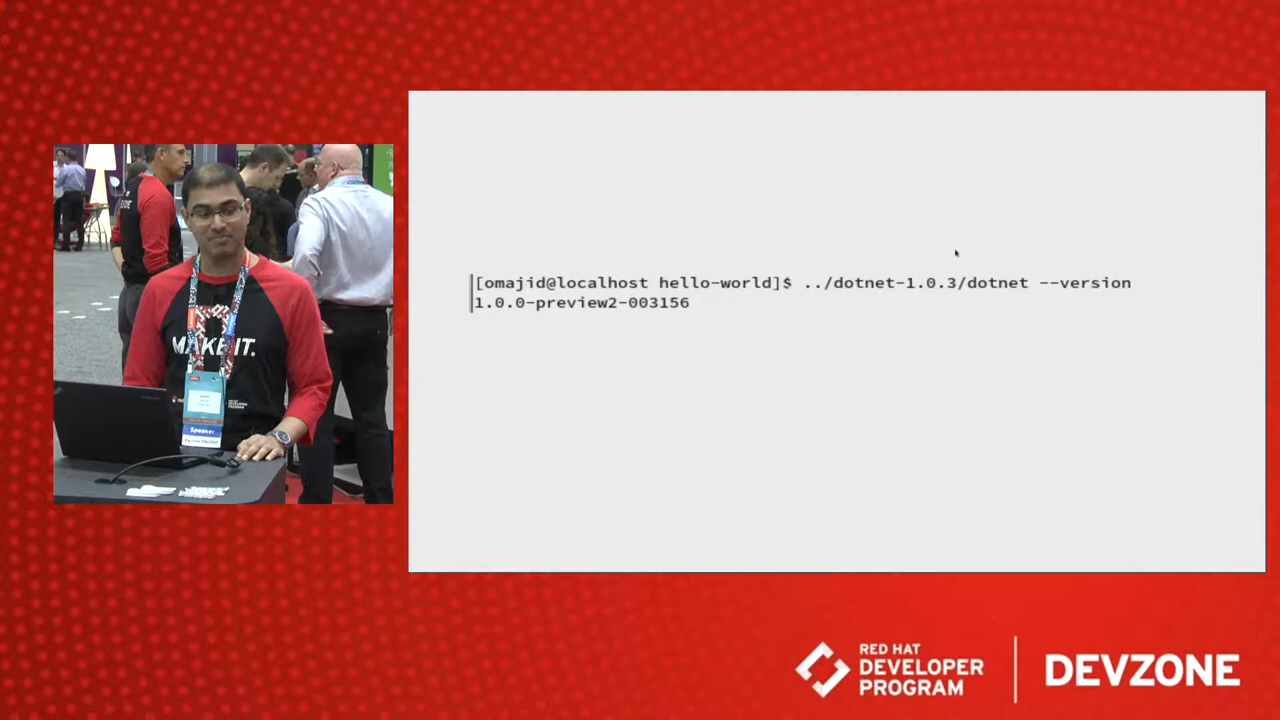 [omajid@localhost hello-world]$ ../dotnet-1.0.3/dotnet --version
1.0.0-preview2-003156
MAKE IT.
Speaker
RED HAT
DEVELOPER
PROGRAM
DEVZONE